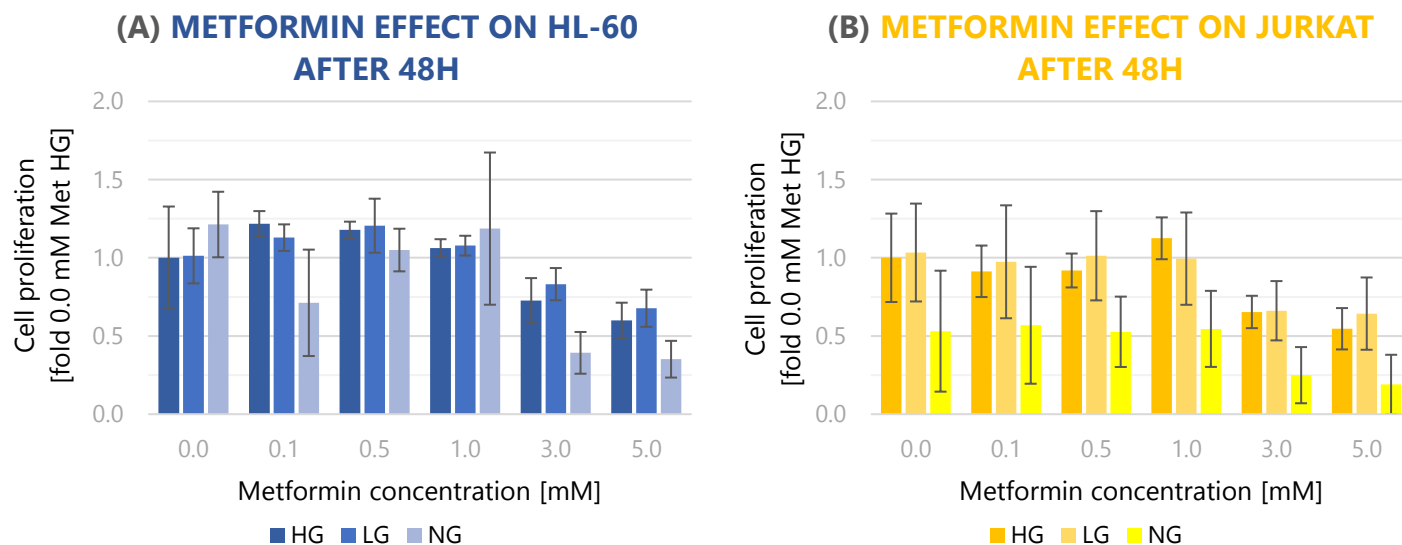 (A) METFORMIN EFFECT ON HL-60
AFTER 48H
2.0
1.5
1.0
0.5
0.0
Cell proliferation
[fold 0.0 mM Met HG]
0.0 0.1 0.5 1.0 3.0 5.0
Metformin concentration [mM]
HG LG NG
(B) METFORMIN EFFECT ON JURKAT
AFTER 48H
2.0
1.5
1.0
0.5
0.0
Cell proliferation
[fold 0.0 mM Met HG]
0.0 0.1 0.5 1.0 3.0 5.0
Metformin concentration [mM]
HG LG NG